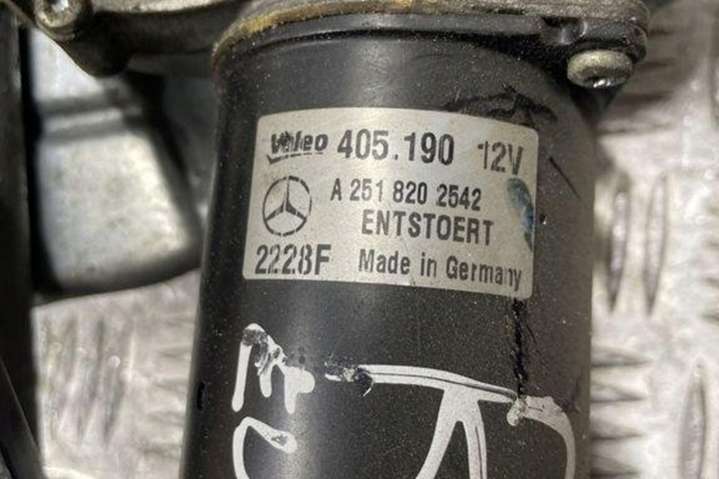 Valeo 405.190 12V
A 251 820 2542
ENTSTOERT
2228F Made in Germany